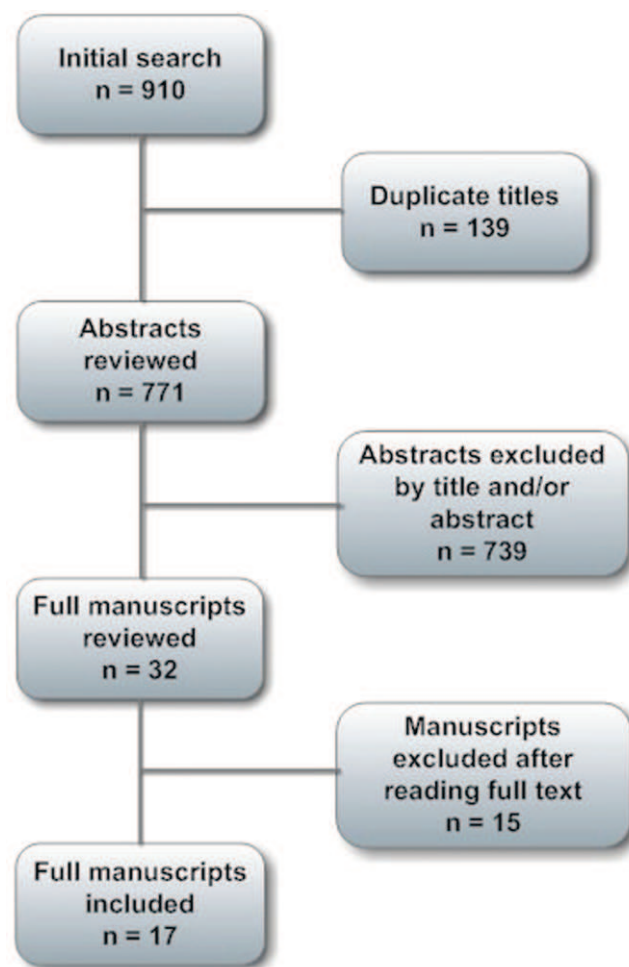 Initial search
n = 910
Duplicate titles
n = 139
Abstracts
reviewed
n = 771
Abstracts excluded
by title and/or
abstract
n = 739
Full manuscripts
reviewed
n = 32
Manuscripts
excluded after
reading full text
n = 15
Full manuscripts
included
n = 17